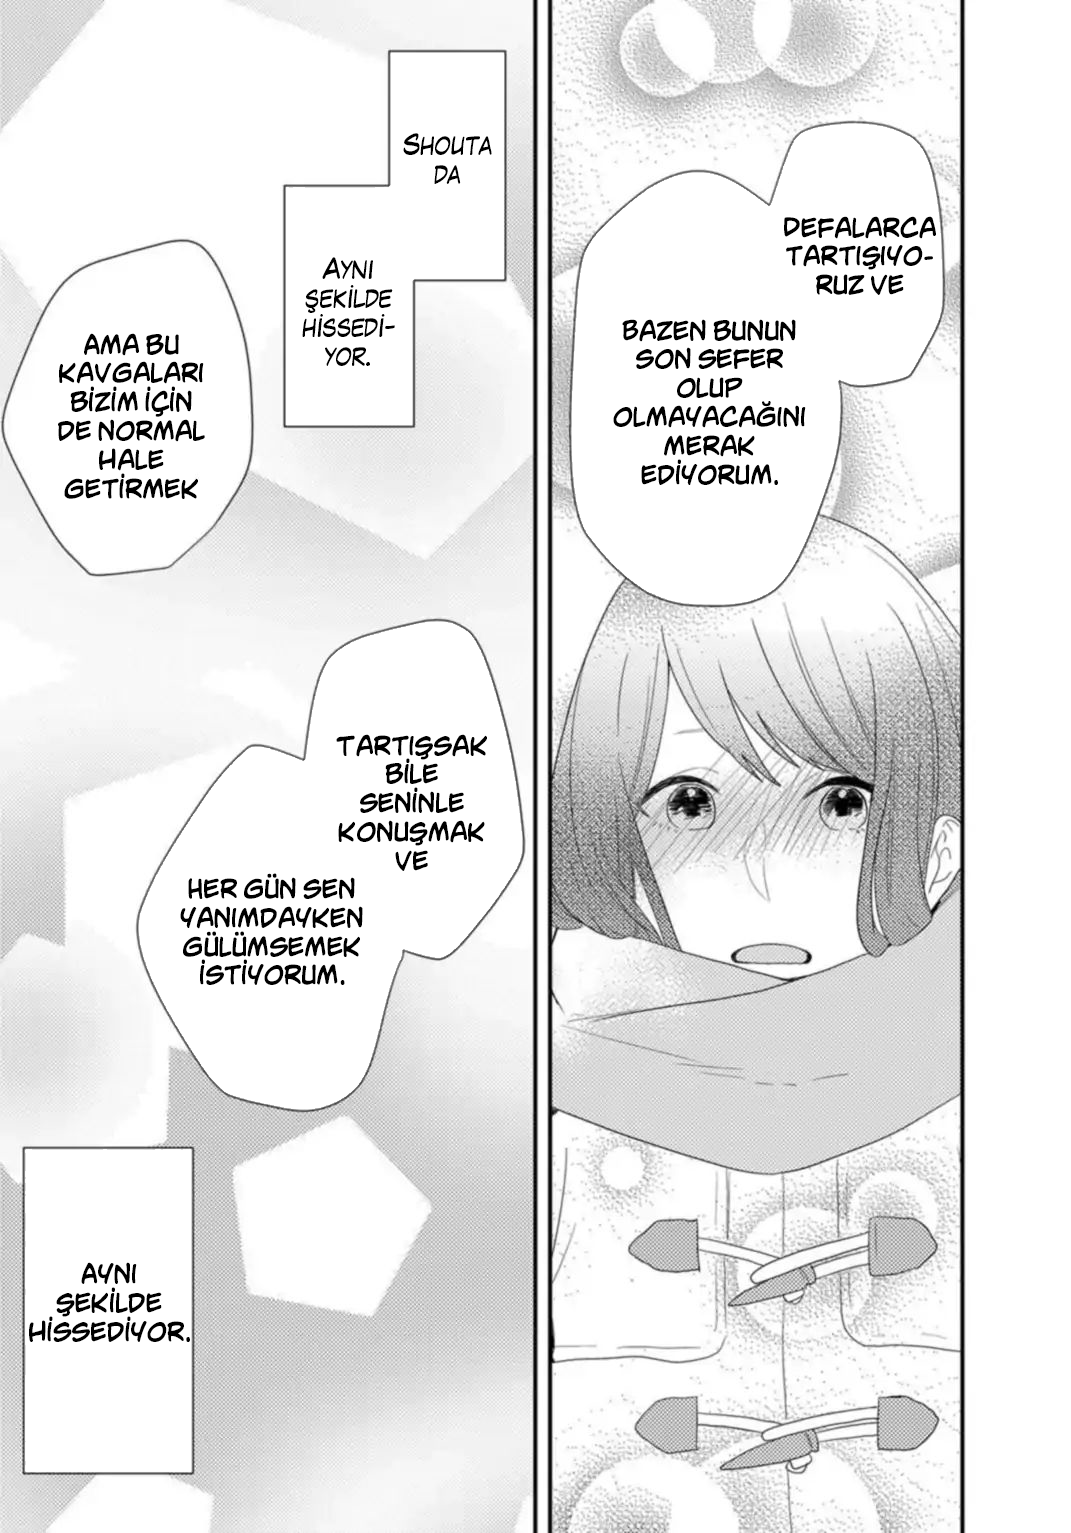 DEFALARCA
TARTIŞIYO-
RUZ VE
BAZEN BUNUN
SON SEFER
OLUP
OLMAYACAĞINI
MERAK
EDİYORUM.
SHOUTA
DA
AYNI
ŞEKİLDE
HİSSEDİ-
YOR.
AMA BU
KAVGALARI
BİZİM İÇİN
DE NORMAL
HALE
GETİRMEK
TARTIŞSAK
BİLE
SENİNLE
KONUŞMAK
VE
HER GÜN SEN
YANIMDAYKEN
GÜLÜMSEMEK
İSTİYORUM.
AYNI
ŞEKİLDE
HİSSEDİYOR.